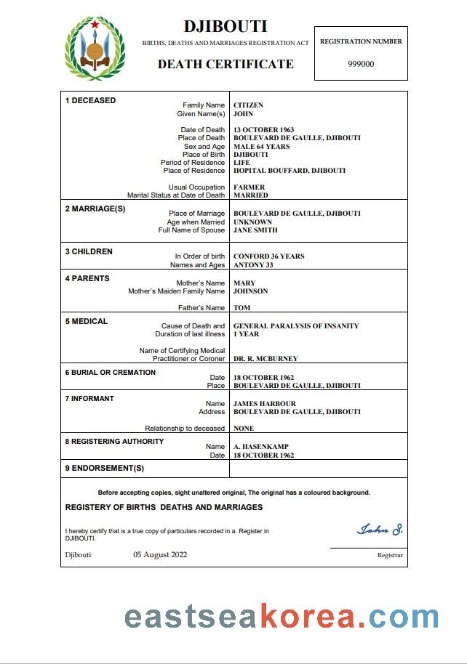 DJIBOUTI
BIRTHS, DEATHS AND MARRIAGES REGISTRATION ACT
DEATH CERTIFICATE
REGISTRATION NUMBER
999000
1 DECEASED
Family Name CITIZEN
Given Name(s) JOHN
Date of Death 13 OCTOBER 1963
Place of Death BOULEVARD DE GAULLE, DJIBOUTI
Sex and Age MALE 64 YEARS
Place of Birth DJIBOUTI
Period of Residence LIFE
Place of Residence HOPITAL BOUFFARD, DJIBOUTI
Usual Occupation FARMER
Marital Status at Date of Death MARRIED
2 MARRIAGE(S)
Place of Marriage BOULEVARD DE GAULLE, DJIBOUTI
Age when Married UNKNOWN
Full Name of Spouse JANE SMITH
3 CHILDREN
In Order of birth CONFORD 36 YEARS
Names and Ages ANTONY 33
4 PARENTS
Mother's Name MARY
Mother's Maiden Family Name JOHNSON
Father's Name TOM
5 MEDICAL
Cause of Death and GENERAL PARALYSIS OF INSANITY
Duration of last illness 1 YEAR
Name of Certifying Medical
Practitioner or Coroner DR. R. MCBURNEY
6 BURIAL OR CREMATION
Date 18 OCTOBER 1962
Place BOULEVARD DE GAULLE, DJIBOUTI
7 INFORMANT
Name JAMES HARBOUR
Address BOULEVARD DE GAULLE, DJIBOUTI
Relationship to deceased NONE
8 REGISTERING AUTHORITY
Name A. HASENKAMP
Date 18 OCTOBER 1962
9 ENDORSEMENT(S)
Before accepting copies, sight unaltered original, The original has a coloured background.
REGISTERY OF BIRTHS DEATHS AND MARRIAGES
I hereby certify that is a true copy of particulars recorded in a Register in
DJIBOUTI.
John J.
Djibouti 05 August 2022 Registrar
eastseakorea.com